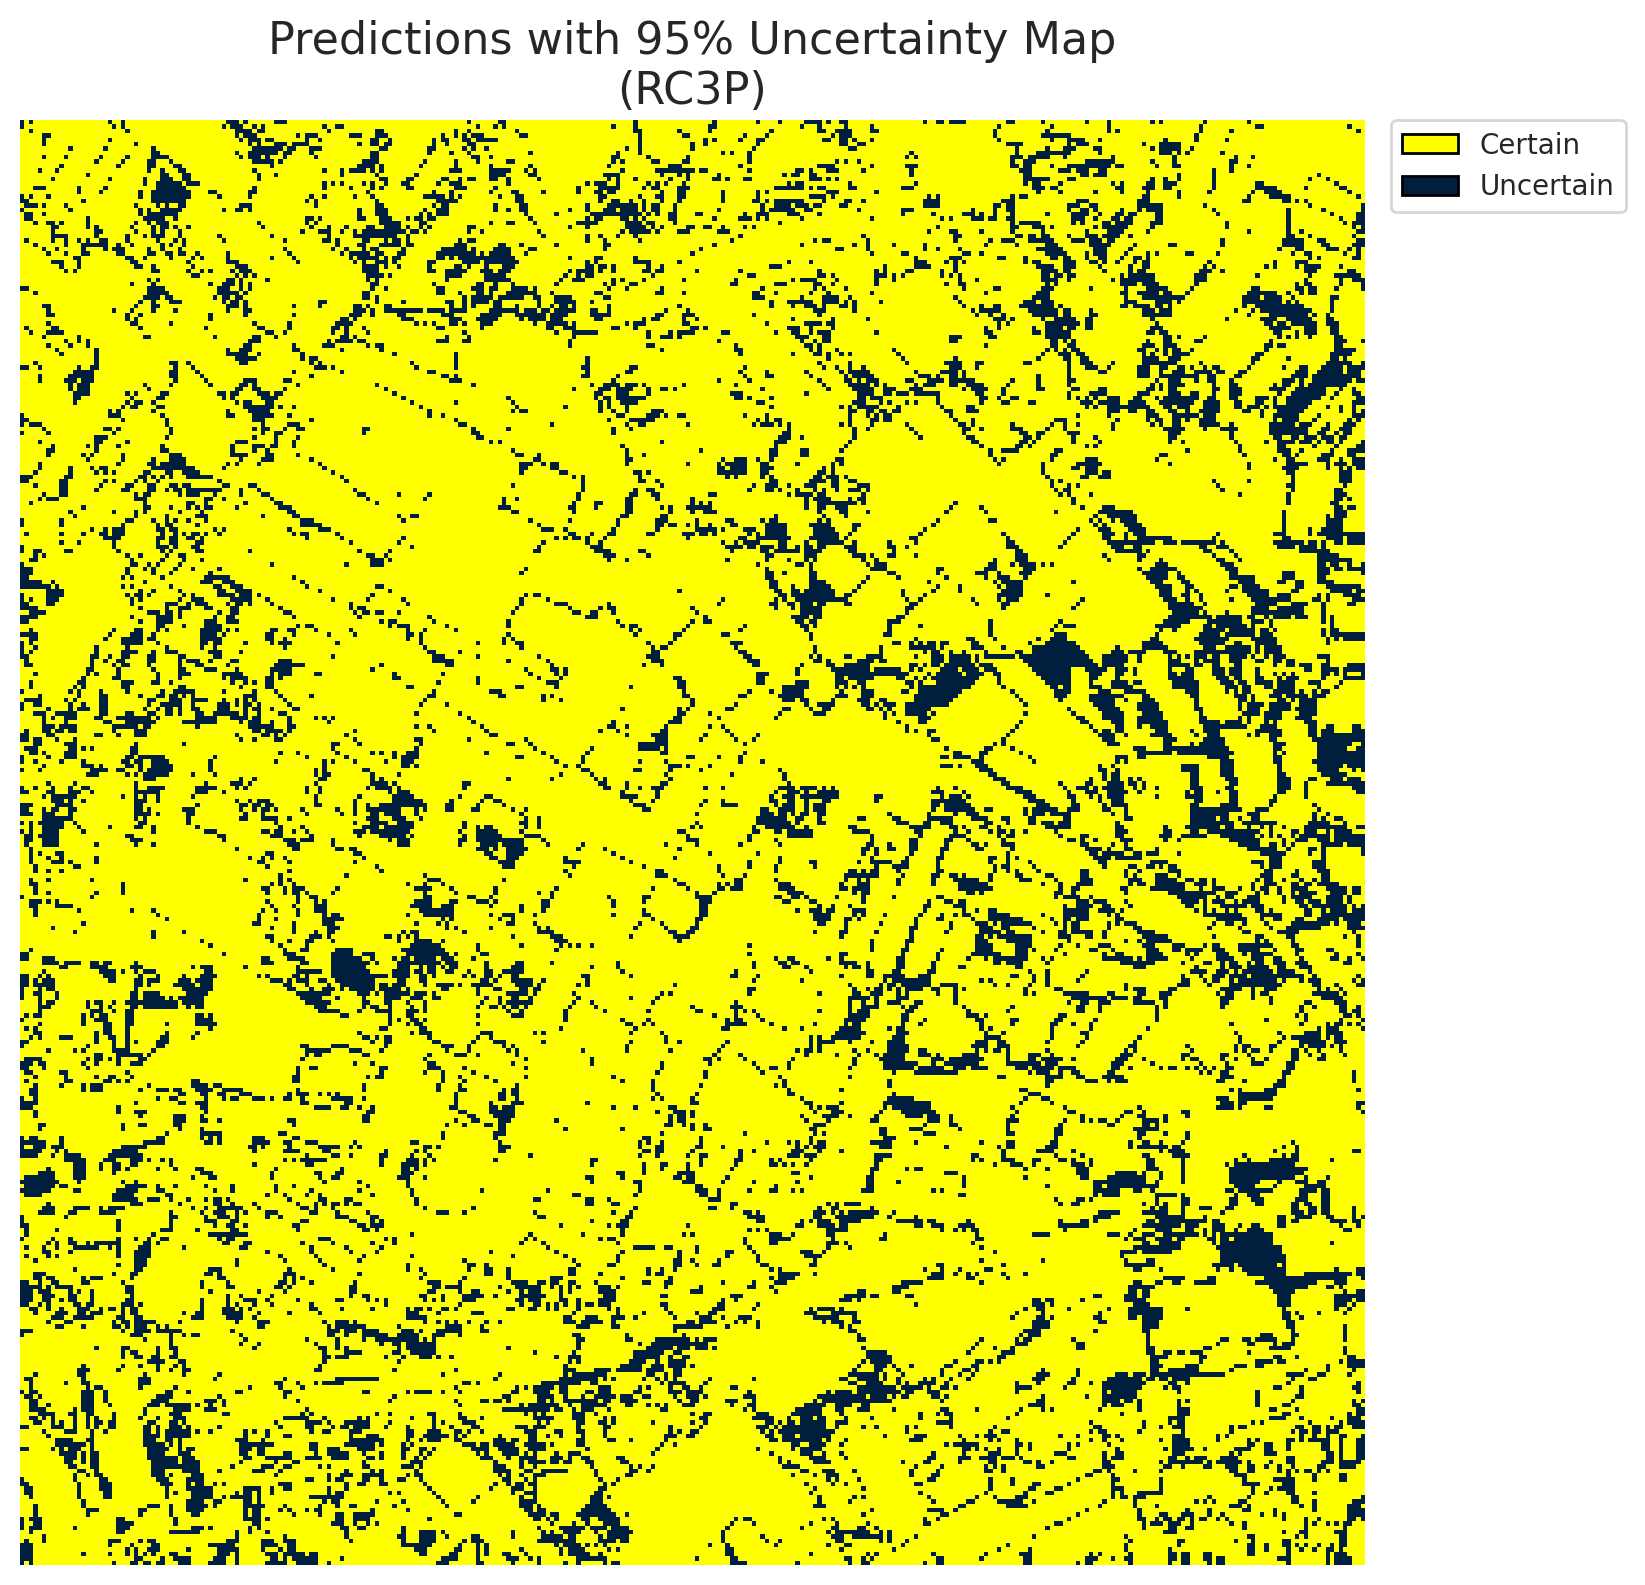 Predictions with 95% Uncertainty Map
(RC3P)
Certain
Uncertain